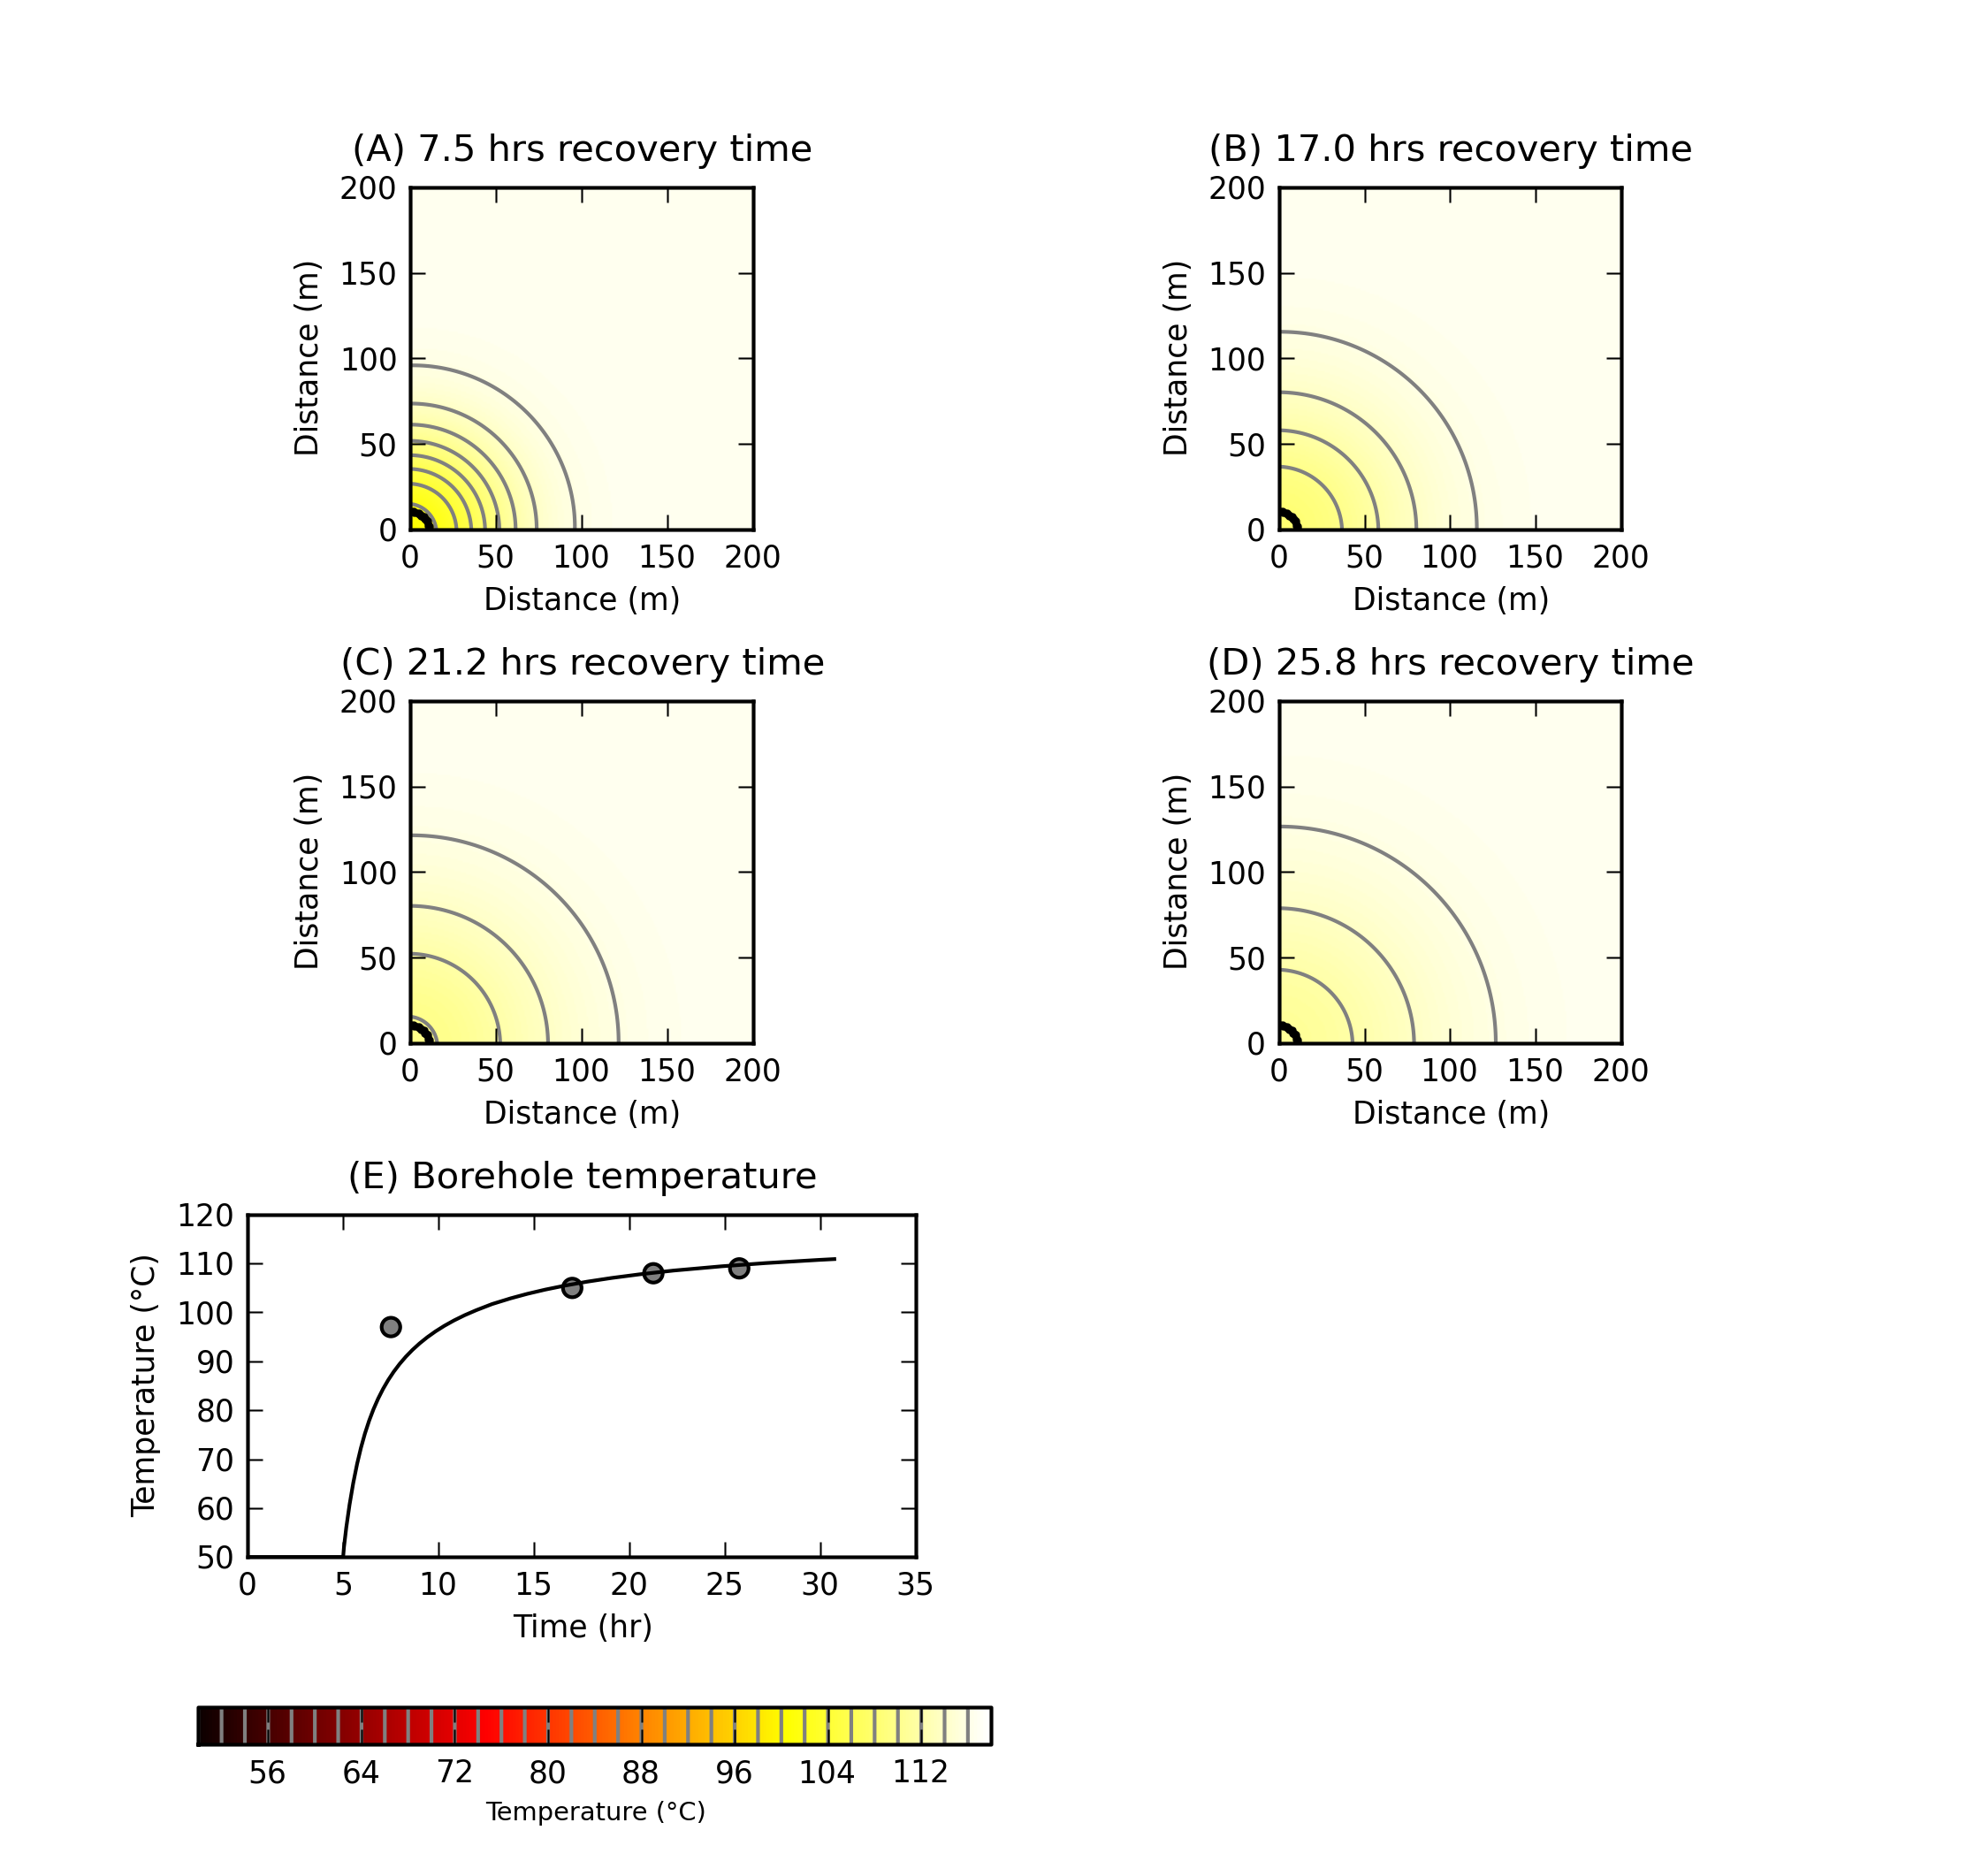 (A) 7.5 hrs recovery time
200
150
100
50
0
0 50 100 150 200
Distance (m)
Distance (m)
(B) 17.0 hrs recovery time
200
150
100
50
0
0 50 100 150 200
Distance (m)
Distance (m)
(C) 21.2 hrs recovery time
200
150
100
50
0
0 50 100 150 200
Distance (m)
Distance (m)
(D) 25.8 hrs recovery time
200
150
100
50
0
0 50 100 150 200
Distance (m)
Distance (m)
(E) Borehole temperature
120
110
100
90
80
70
60
50
0 5 10 15 20 25 30 35
Temperature (°C)
Time (hr)
56 64 72 80 88 96 104 112
Temperature (°C)